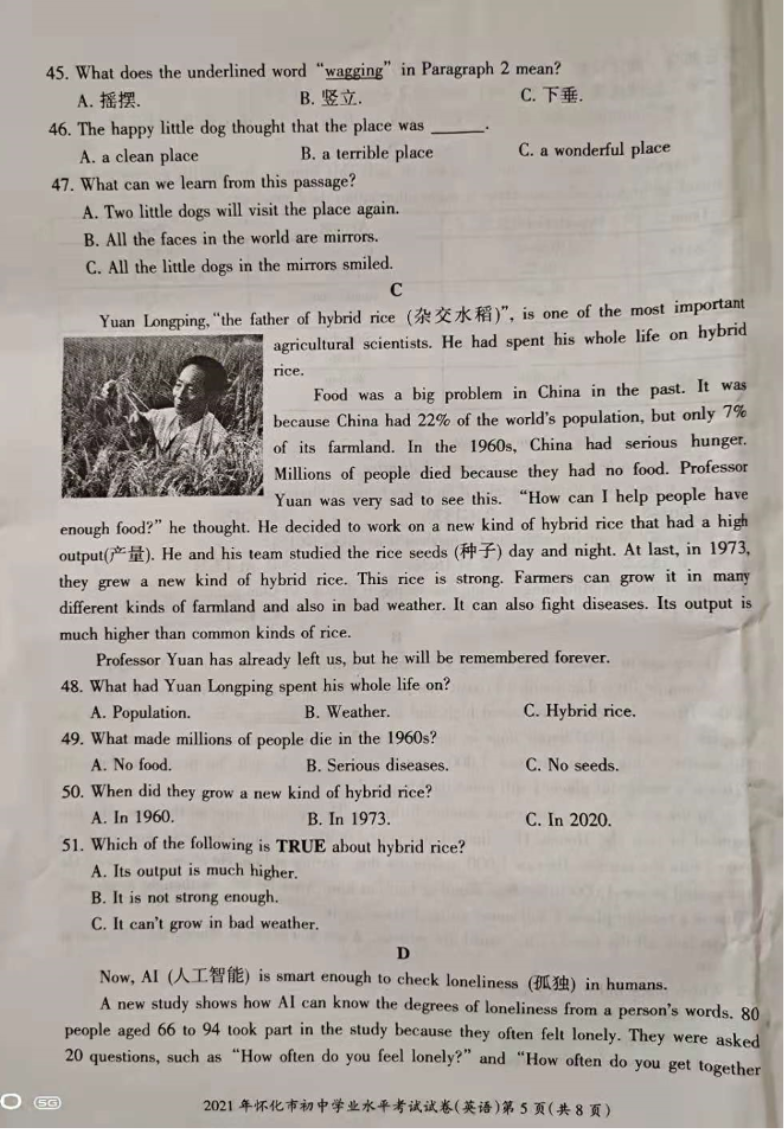 45. What does the underlined word “wagging” in Paragraph 2 mean?
A. 摇摆. B. 竖立. C. 下垂.
46. The happy little dog thought that the place was ______.
A. a clean place B. a terrible place C. a wonderful place
47. What can we learn from this passage?
A. Two little dogs will visit the place again.
B. All the faces in the world are mirrors.
C. All the little dogs in the mirrors smiled.
C
Yuan Longping, “the father of hybrid rice (杂交水稻)”, is one of the most important
agricultural scientists. He had spent his whole life on hybrid
rice.
Food was a big problem in China in the past. It was
because China had 22% of the world's population, but only 7%
of its farmland. In the 1960s, China had serious hunger.
Millions of people died because they had no food. Professor
Yuan was very sad to see this. “How can I help people have
enough food?” he thought. He decided to work on a new kind of hybrid rice that had a high
output(产量). He and his team studied the rice seeds (种子) day and night. At last, in 1973,
they grew a new kind of hybrid rice. This rice is strong. Farmers can grow it in many
different kinds of farmland and also in bad weather. It can also fight diseases. Its output is
much higher than common kinds of rice.
Professor Yuan has already left us, but he will be remembered forever.
48. What had Yuan Longping spent his whole life on?
A. Population. B. Weather. C. Hybrid rice.
49. What made millions of people die in the 1960s?
A. No food. B. Serious diseases. C. No seeds.
50. When did they grow a new kind of hybrid rice?
A. In 1960. B. In 1973. C. In 2020.
51. Which of the following is TRUE about hybrid rice?
A. Its output is much higher.
B. It is not strong enough.
C. It can't grow in bad weather.
D
Now, AI (人工智能) is smart enough to check loneliness (孤独) in humans.
A new study shows how AI can know the degrees of loneliness from a person's words. 80
people aged 66 to 94 took part in the study because they often felt lonely. They were asked
20 questions, such as “How often do you feel lonely?” and “How often do you get together
5G
2021年怀化市初中学业水平考试试卷(英语)第5页(共8页)